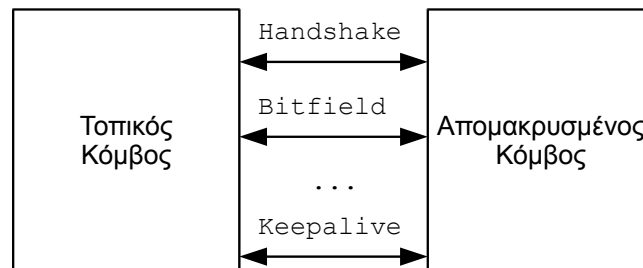 Handshake
Bitfield
Τοπικός
Κόμβος
Απομακρυσμένος
Κόμβος
...
Keepalive